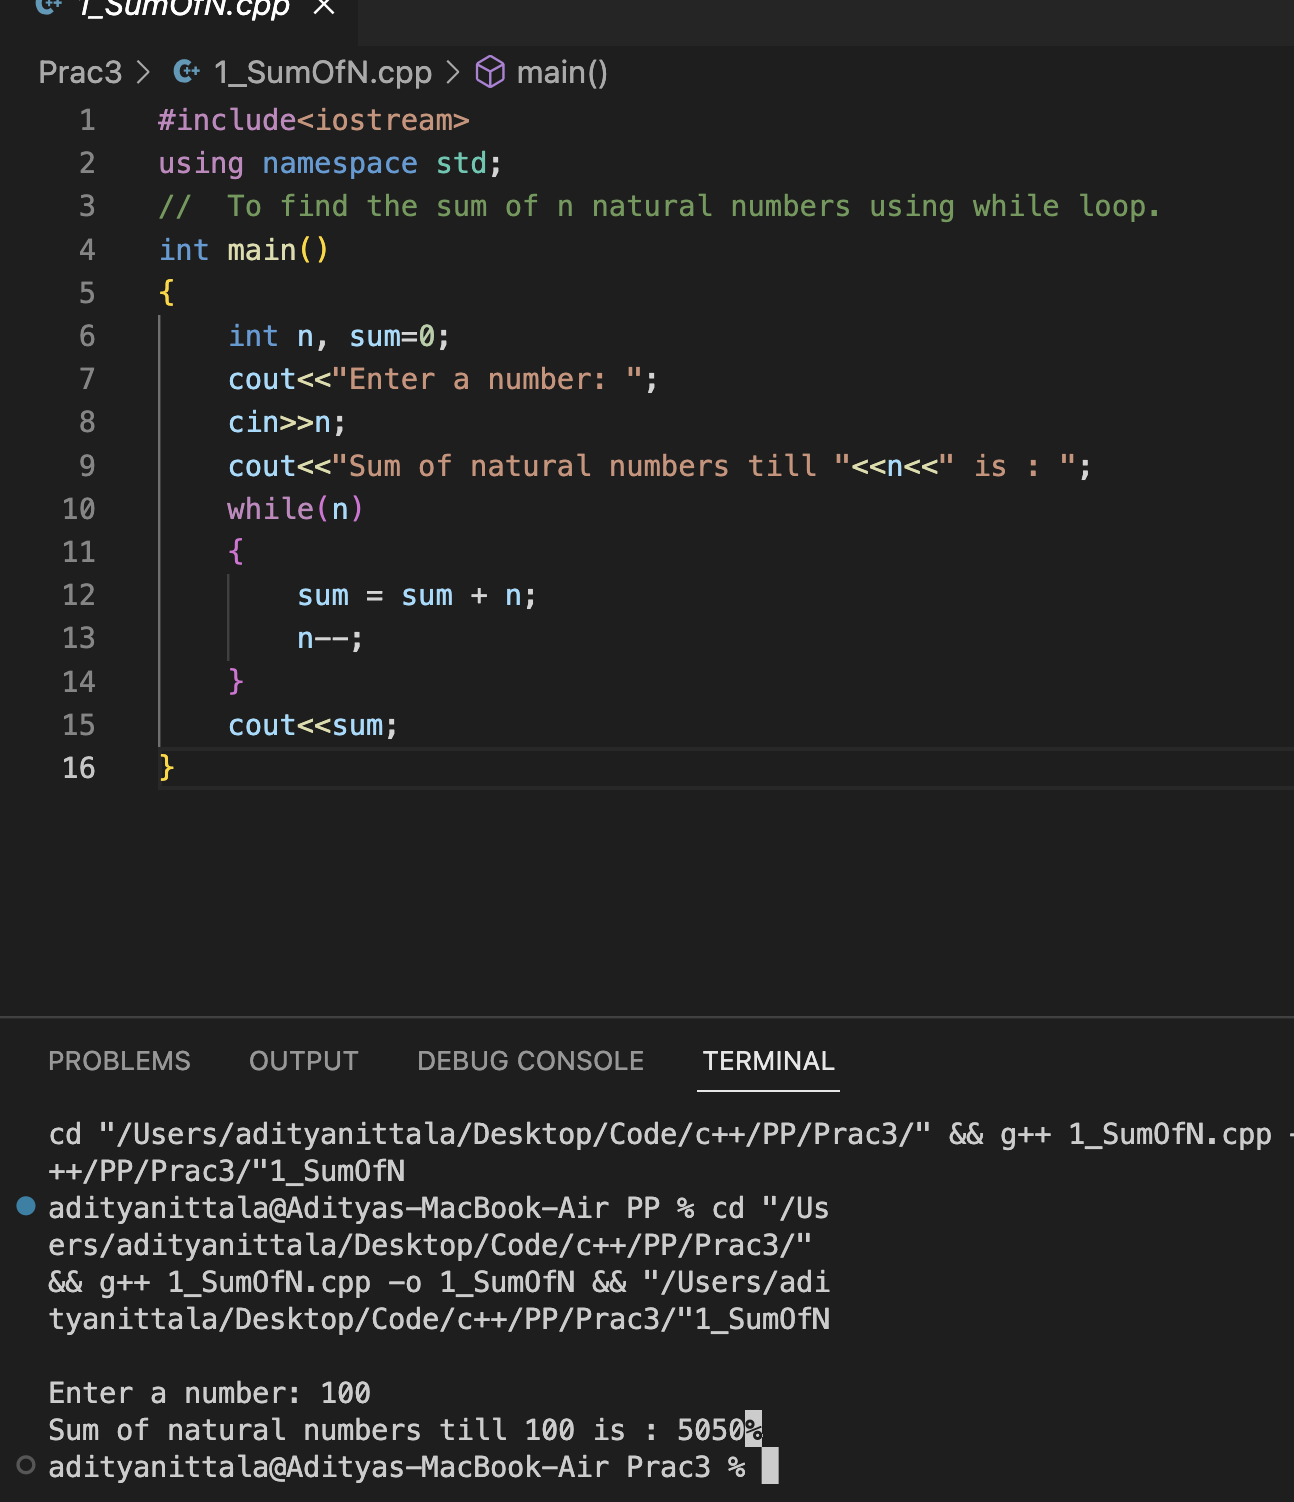 1_SumOfN.cpp ×
Prac3 > 1_SumOfN.cpp > main()
1 #include<iostream>
2 using namespace std;
3 //  To find the sum of n natural numbers using while loop.
4 int main()
5 {
6     int n, sum=0;
7     cout<<"Enter a number: ";
8     cin>>n;
9     cout<<"Sum of natural numbers till "<<n<<" is : ";
10     while(n)
11     {
12         sum = sum + n;
13         n--;
14     }
15     cout<<sum;
16 }
PROBLEMS OUTPUT DEBUG CONSOLE TERMINAL
cd "/Users/adityanittala/Desktop/Code/c++/PP/Prac3/" && g++ 1_SumOfN.cpp -
++/PP/Prac3/"1_SumOfN
adityanittala@Adityas-MacBook-Air PP % cd "/Us
ers/adityanittala/Desktop/Code/c++/PP/Prac3/"
&& g++ 1_SumOfN.cpp -o 1_SumOfN && "/Users/adi
tyanittala/Desktop/Code/c++/PP/Prac3/"1_SumOfN
Enter a number: 100
Sum of natural numbers till 100 is : 5050%
adityanittala@Adityas-MacBook-Air Prac3 %